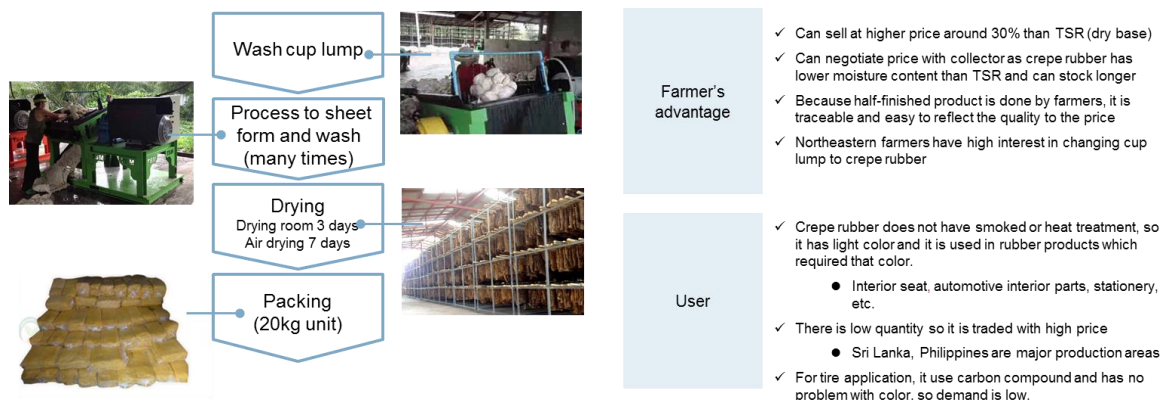 Wash cup lump
Process to sheet
form and wash
(many times)
Drying
Drying room 3 days
Air drying 7 days
Packing
(20kg unit)
Farmer's
advantage
✓ Can sell at higher price around 30% than TSR (dry base)
✓ Can negotiate price with collector as crepe rubber has
lower moisture content than TSR and can stock longer
✓ Because half-finished product is done by farmers, it is
traceable and easy to reflect the quality to the price
✓ Northeastern farmers have high interest in changing cup
lump to crepe rubber
User
✓ Crepe rubber does not have smoked or heat treatment, so
it has light color and it is used in rubber products which
required that color.
● Interior seat, automotive interior parts, stationery,
etc.
✓ There is low quantity so it is traded with high price
● Sri Lanka, Philippines are major production areas
✓ For tire application, it use carbon compound and has no
problem with color, so demand is low.